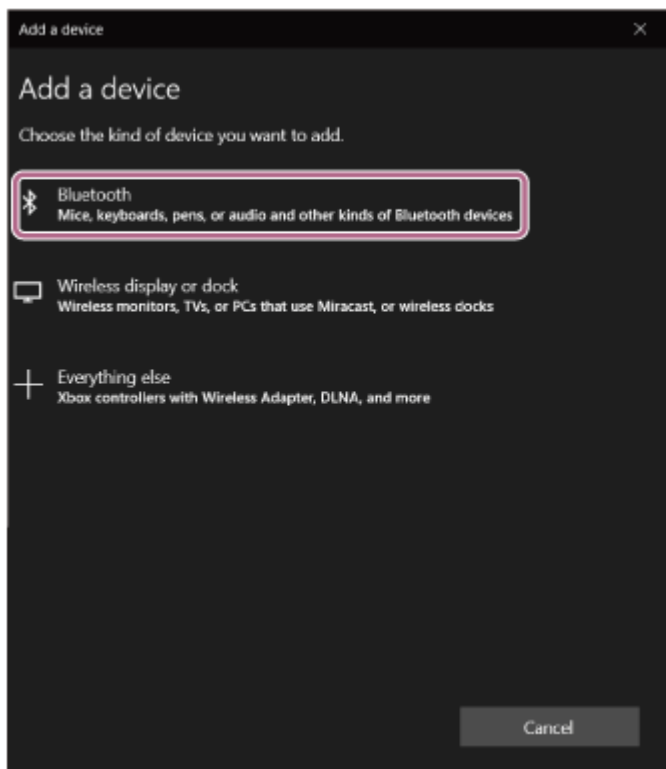 Add a device
Add a device
Choose the kind of device you want to add.
Bluetooth
Mice, keyboards, pens, or audio and other kinds of Bluetooth devices
Wireless display or dock
Wireless monitors, TVs, or PCs that use Miracast, or wireless docks
Everything else
Xbox controllers with Wireless Adapter, DLNA, and more
Cancel